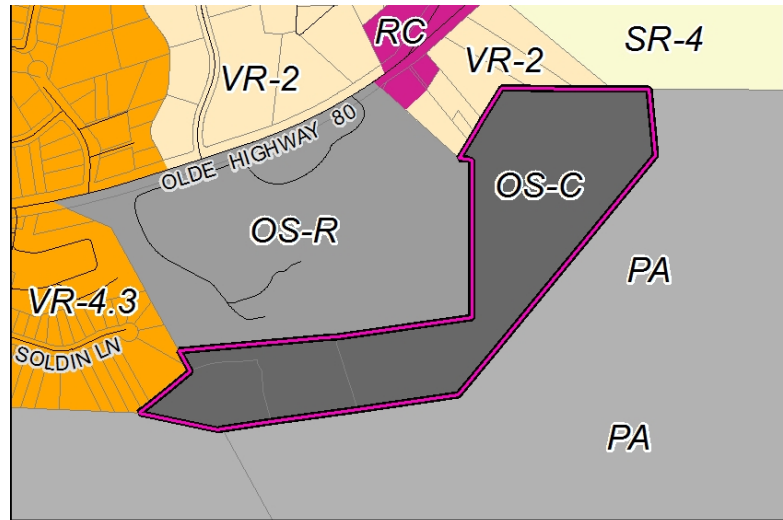 RC
SR-4
VR-2
VR-2
OLDE HIGHWAY 80
OS-C
OS-R
PA
VR-4.3
SOLDIN LN
PA